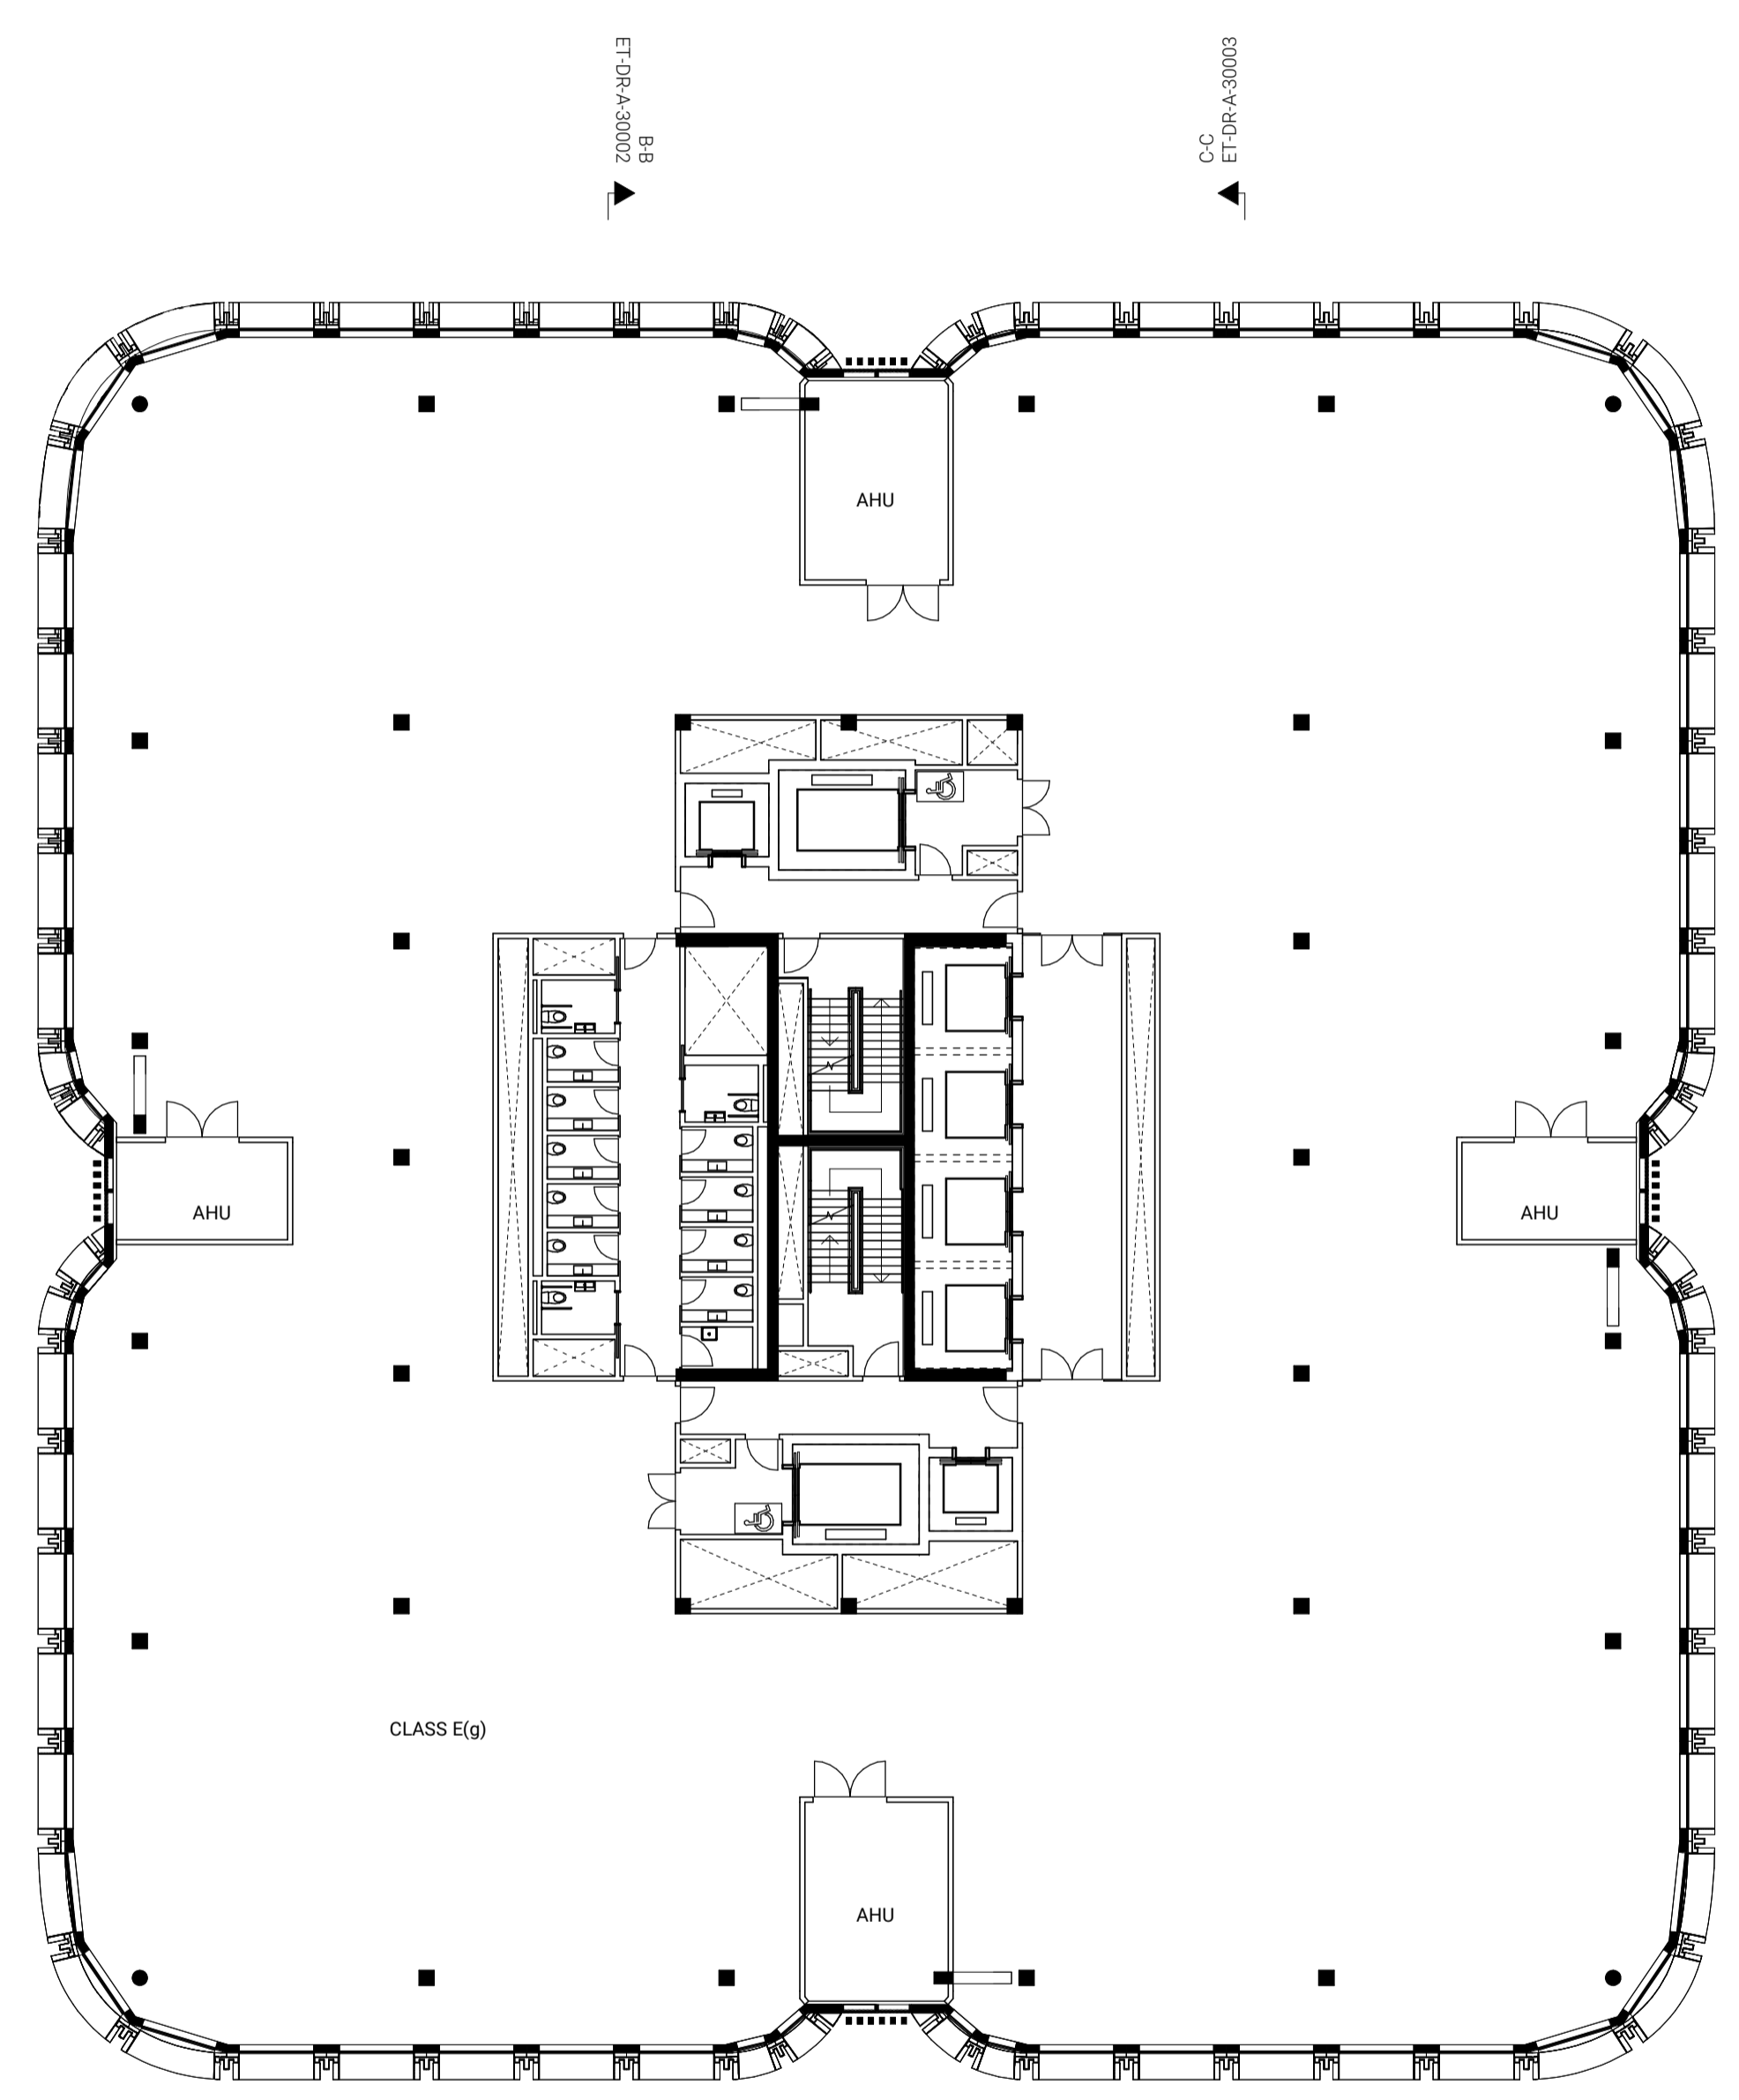 ET-DR-A-30002
B-B
C-C
ET-DR-A-30003
AHU
AHU
AHU
CLASS E(g)
AHU